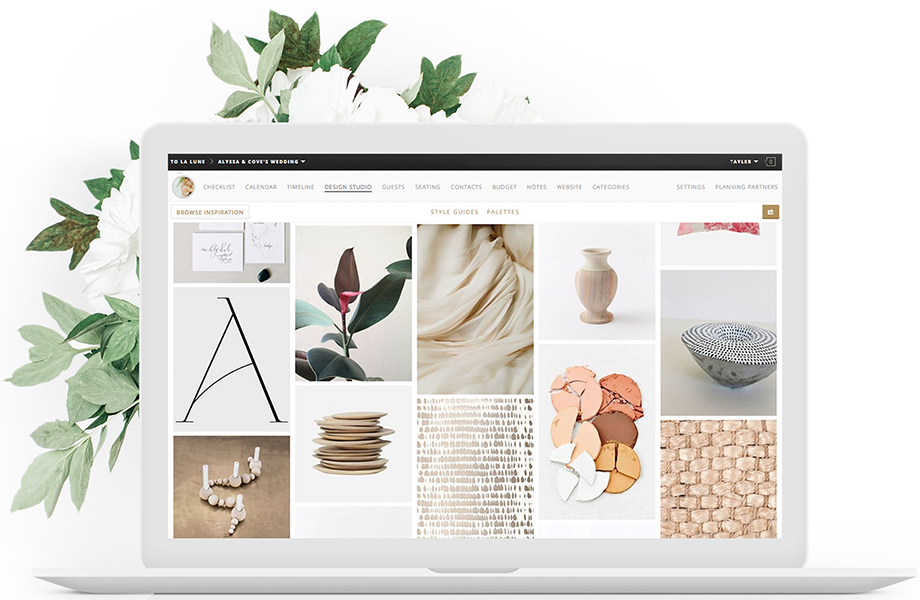 TO LA LUNE > ALYSSA & COVE'S WEDDING TAYLER 0
CHECKLIST CALENDAR TIMELINE DESIGN STUDIO GUESTS SEATING CONTACTS BUDGET NOTES WEBSITE CATEGORIES SETTINGS PLANNING PARTNERS
BROWSE INSPIRATION STYLE GUIDES PALETTES
A